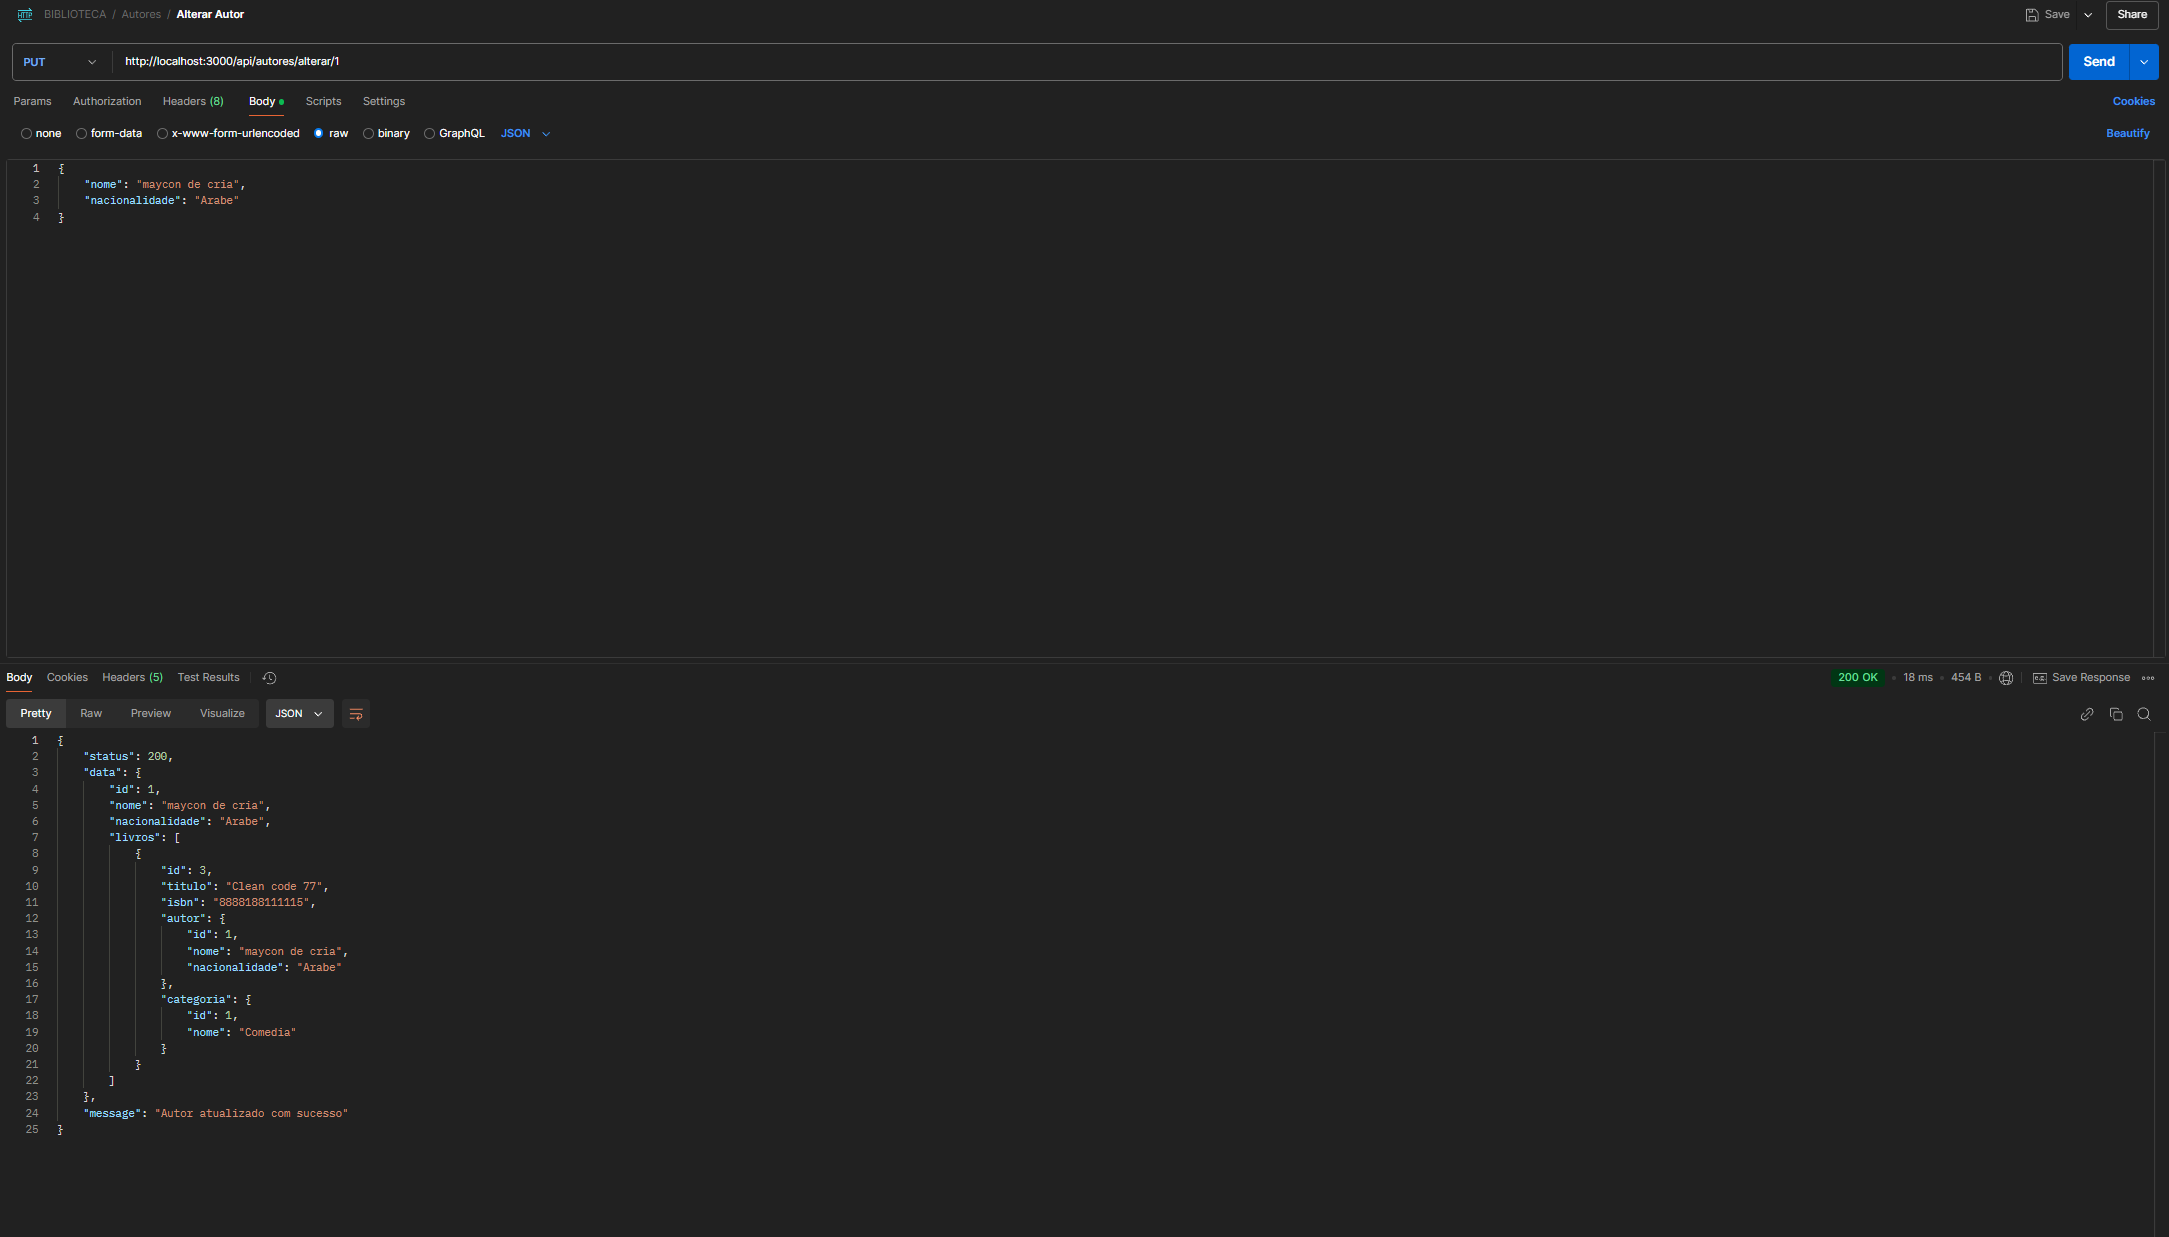 BIBLIOTECA / Autores / Alterar Autor
Save
Share
PUT
http://localhost:3000/api/autores/alterar/1
Send
Params Authorization Headers (8) Body Scripts Settings
Cookies
none form-data x-www-form-urlencoded raw binary GraphQL JSON
Beautify
1 {
2 "nome": "maycon de cria",
3 "nacionalidade": "Arabe"
4 }
Body Cookies Headers (5) Test Results
200 OK 18 ms 454 B Save Response
Pretty Raw Preview Visualize JSON
1 {
2 "status": 200,
3 "data": {
4 "id": 1,
5 "nome": "maycon de cria",
6 "nacionalidade": "Arabe",
7 "livros": [
8 {
9 "id": 3,
10 "titulo": "Clean code 77",
11 "isbn": "8888188111115",
12 "autor": {
13 "id": 1,
14 "nome": "maycon de cria",
15 "nacionalidade": "Arabe"
16 },
17 "categoria": {
18 "id": 1,
19 "nome": "Comedia"
20 }
21 }
22 ]
23 },
24 "message": "Autor atualizado com sucesso"
25 }